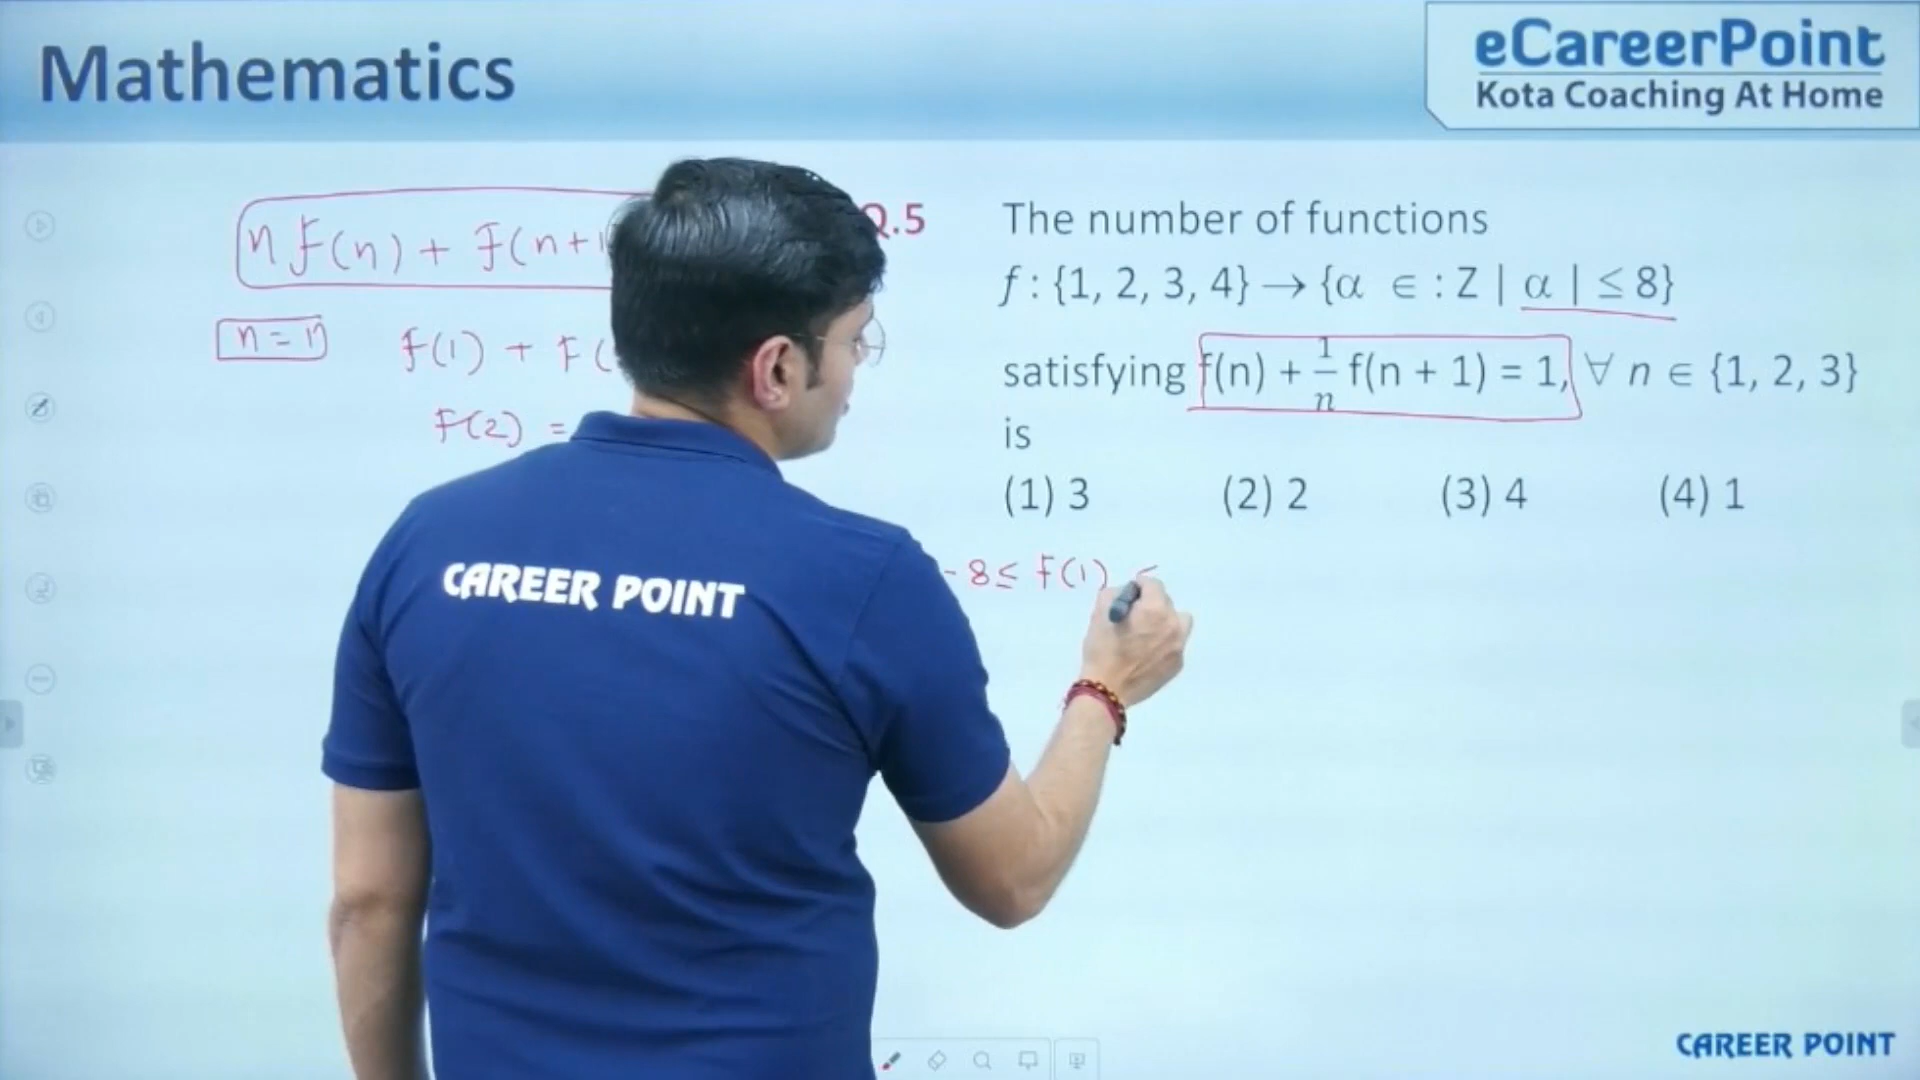 Mathematics
eCareerPoint
Kota Coaching At Home
n f(n) + f(n+1
n = 1
f(1) + f(
f(2) =
Q.5 The number of functions
f : {1, 2, 3, 4} → {α ∈ : Z | α | ≤ 8}
satisfying f(n) + 1/n f(n + 1) = 1, ∀ n ∈ {1, 2, 3}
is
(1) 3 (2) 2 (3) 4 (4) 1
-8 ≤ f(1) ≤
CAREER POINT
CAREER POINT